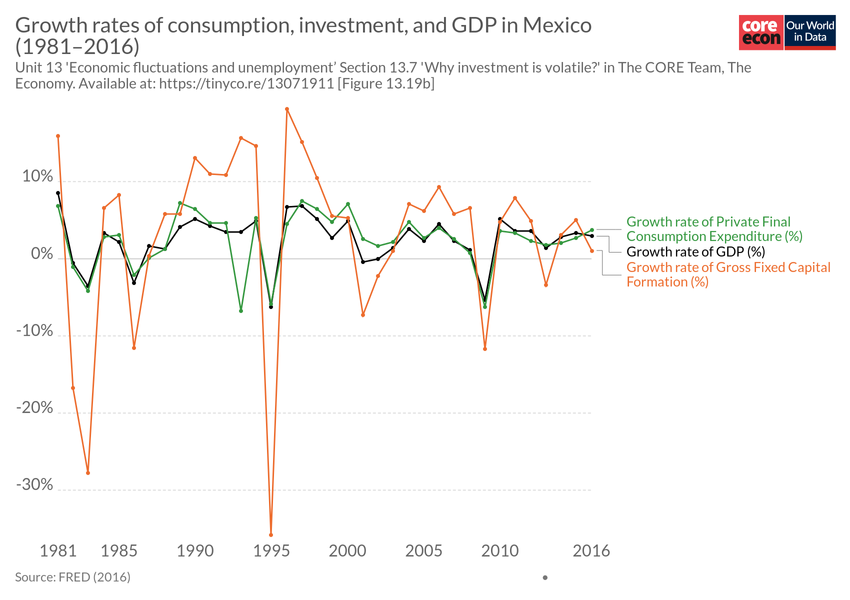 Growth rates of consumption, investment, and GDP in Mexico
(1981–2016)
core
econ
Our World
in Data
Unit 13 'Economic fluctuations and unemployment’ Section 13.7 'Why investment is volatile?' in The CORE Team, The
Economy. Available at: https://tinyco.re/13071911 [Figure 13.19b]
10%
0%
-10%
-20%
-30%
Growth rate of Private Final
Consumption Expenditure (%)
Growth rate of GDP (%)
Growth rate of Gross Fixed Capital
Formation (%)
1981 1985 1990 1995 2000 2005 2010 2016
Source: FRED (2016)